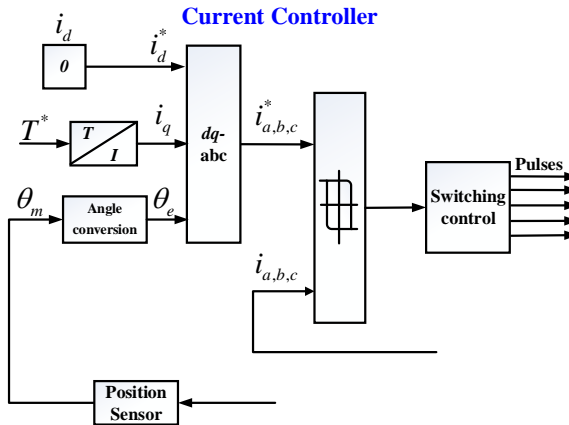 Current Controller
i_d
0
i_d^*
T^*
T
I
i_q
dq-
abc
i_{a,b,c}^*
θ_m
Angle
conversion
θ_e
i_{a,b,c}
Switching
control
Pulses
Position
Sensor